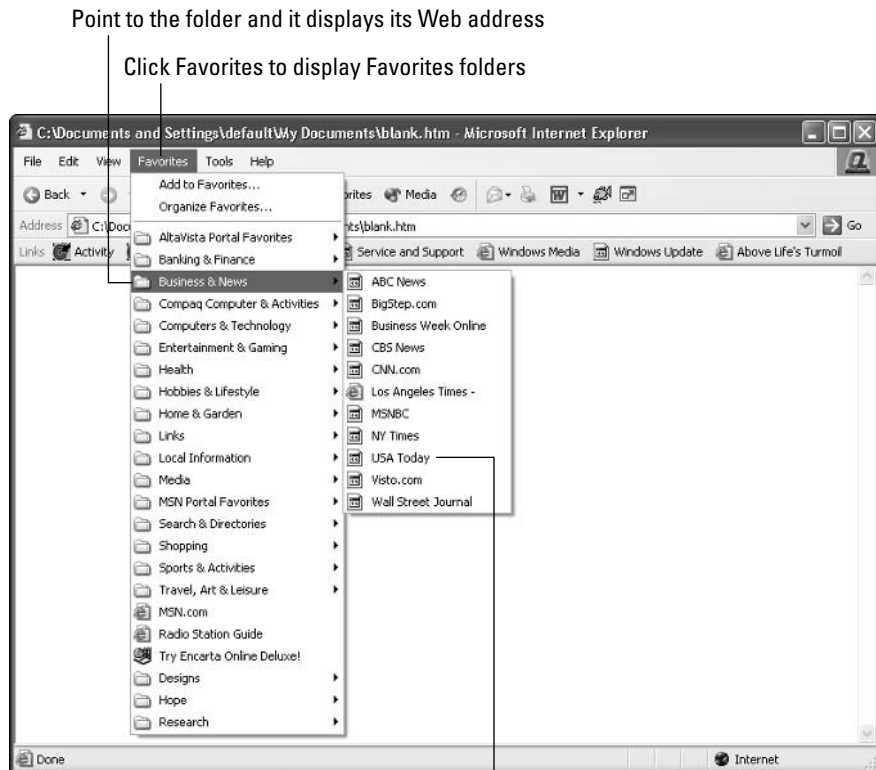 Point to the folder and it displays its Web address
Click Favorites to display Favorites folders
C:\Documents and Settings\default\My Documents\blank.htm - Microsoft Internet Explorer
File Edit View Favorites Tools Help
Back
Add to Favorites...
Organize Favorites...
orites Media
Address C:\Doc
nts\blank.htm
Go
Links Activity
Service and Support Windows Media Windows Update Above Life's Turmoil
AltaVista Portal Favorites
Banking & Finance
Business & News
Compaq Computer & Activities
Computers & Technology
Entertainment & Gaming
Health
Hobbies & Lifestyle
Home & Garden
Links
Local Information
Media
MSN Portal Favorites
Search & Directories
Shopping
Sports & Activities
Travel, Art & Leisure
MSN.com
Radio Station Guide
Try Encarta Online Deluxe!
Designs
Hope
Research
ABC News
BigStep.com
Business Week Online
CBS News
CNN.com
Los Angeles Times -
MSNBC
NY Times
USA Today
Visto.com
Wall Street Journal
Done
Internet